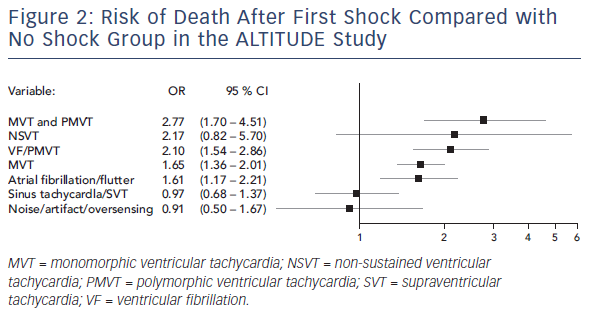 Figure 2: Risk of Death After First Shock Compared with
No Shock Group in the ALTITUDE Study
Variable: OR 95 % CI
MVT and PMVT 2.77 (1.70 – 4.51)
NSVT 2.17 (0.82 – 5.70)
VF/PMVT 2.10 (1.54 – 2.86)
MVT 1.65 (1.36 – 2.01)
Atrial fibrillation/flutter 1.61 (1.17 – 2.21)
Sinus tachycardla/SVT 0.97 (0.68 – 1.37)
Noise/artifact/oversensing 0.91 (0.50 – 1.67)
1 2 3 4 5 6
MVT = monomorphic ventricular tachycardia; NSVT = non-sustained ventricular
tachycardia; PMVT = polymorphic ventricular tachycardia; SVT = supraventricular
tachycardia; VF = ventricular fibrillation.